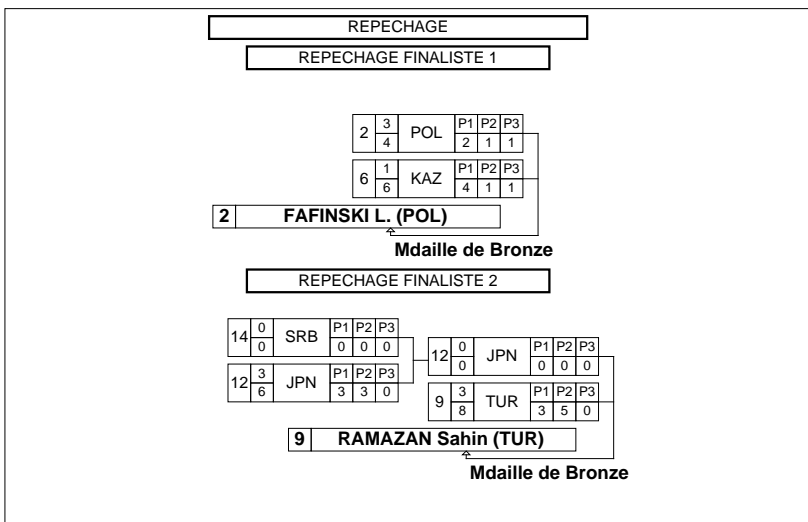 REPECHAGE
REPECHAGE FINALISTE 1
2 3 POL P1 P2 P3
4 2 1 1
6 1 KAZ P1 P2 P3
6 4 1 1
2 FAFINSKI L. (POL)
Mdaille de Bronze
REPECHAGE FINALISTE 2
14 0 SRB P1 P2 P3
0 0 0 0
12 3 JPN P1 P2 P3
6 3 3 0
12 0 JPN P1 P2 P3
0 0 0 0
9 3 TUR P1 P2 P3
8 3 5 0
9 RAMAZAN Sahin (TUR)
Mdaille de Bronze